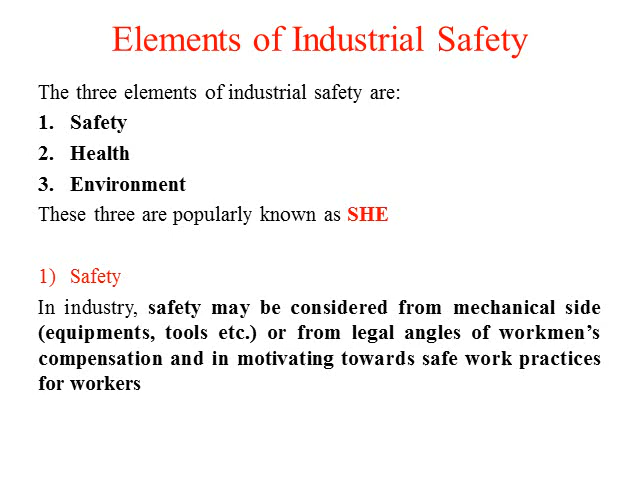 Elements of Industrial Safety
The three elements of industrial safety are:
1. Safety
2. Health
3. Environment
These three are popularly known as SHE
1) Safety
In industry, safety may be considered from mechanical side
(equipments, tools etc.) or from legal angles of workmen’s
compensation and in motivating towards safe work practices
for workers